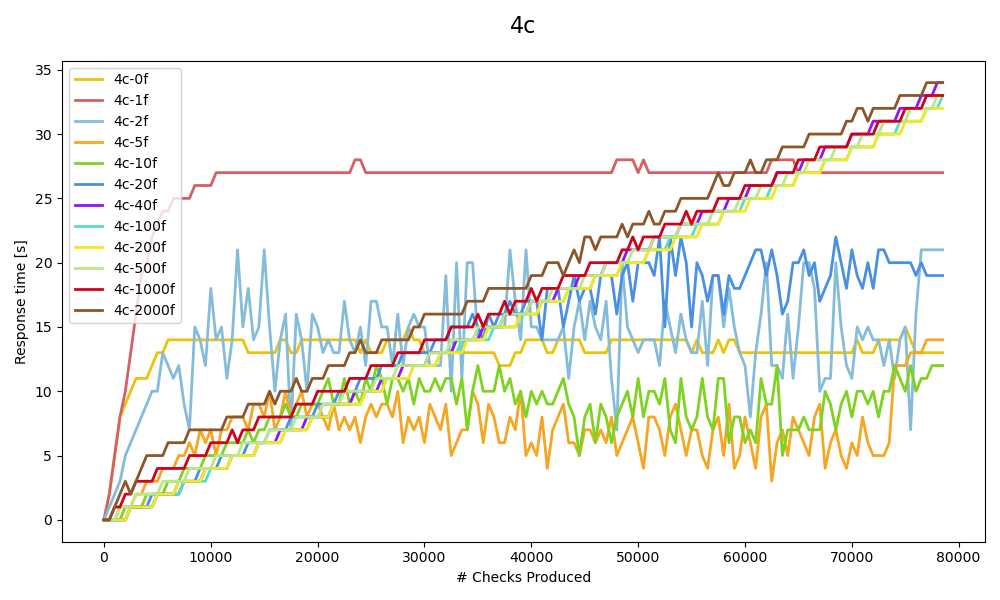 4c
Response time [s]
35
30
25
20
15
10
5
0
4c-0f
4c-1f
4c-2f
4c-5f
4c-10f
4c-20f
4c-40f
4c-100f
4c-200f
4c-500f
4c-1000f
4c-2000f
0 10000 20000 30000 40000 50000 60000 70000 80000
# Checks Produced